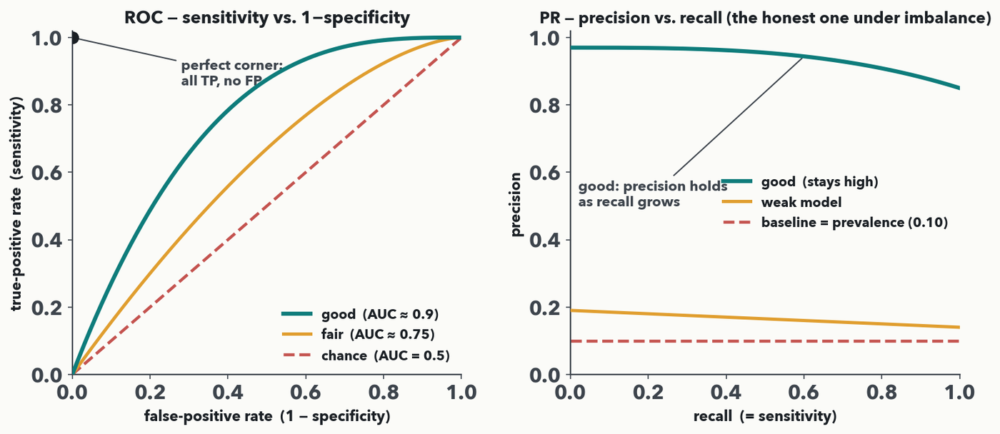 ROC – sensitivity vs. 1−specificity
1.0
0.8
0.6
0.4
0.2
0.0
true-positive rate (sensitivity)
perfect corner:
all TP, no FP
good (AUC ≈ 0.9)
fair (AUC ≈ 0.75)
chance (AUC = 0.5)
0.0 0.2 0.4 0.6 0.8 1.0
false-positive rate (1 − specificity)
PR – precision vs. recall (the honest one under imbalance)
1.0
0.8
0.6
0.4
0.2
0.0
precision
good: precision holds
as recall grows
good (stays high)
weak model
baseline = prevalence (0.10)
0.0 0.2 0.4 0.6 0.8 1.0
recall (= sensitivity)